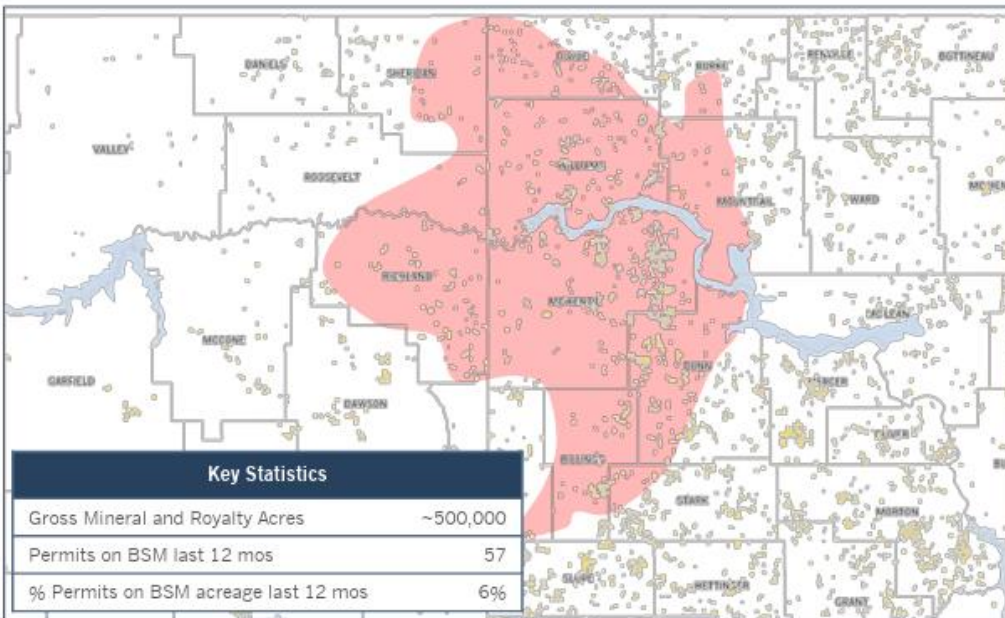 DANIELS
SHERIDAN
DIVIDE
BURKE
RENVILLE
BOTTINEAU
VALLEY
ROOSEVELT
WILLIAMS
MOUNTRAIL
WARD
RICHLAND
MCKENZIE
MCLEAN
MCCONE
GARFIELD
DAWSON
DUNN
MERCER
OLIVER
BILLINGS
STARK
MORTON
SLOPE
HETTINGER
GRANT
Key Statistics
Gross Mineral and Royalty Acres ~500,000
Permits on BSM last 12 mos 57
% Permits on BSM acreage last 12 mos 6%